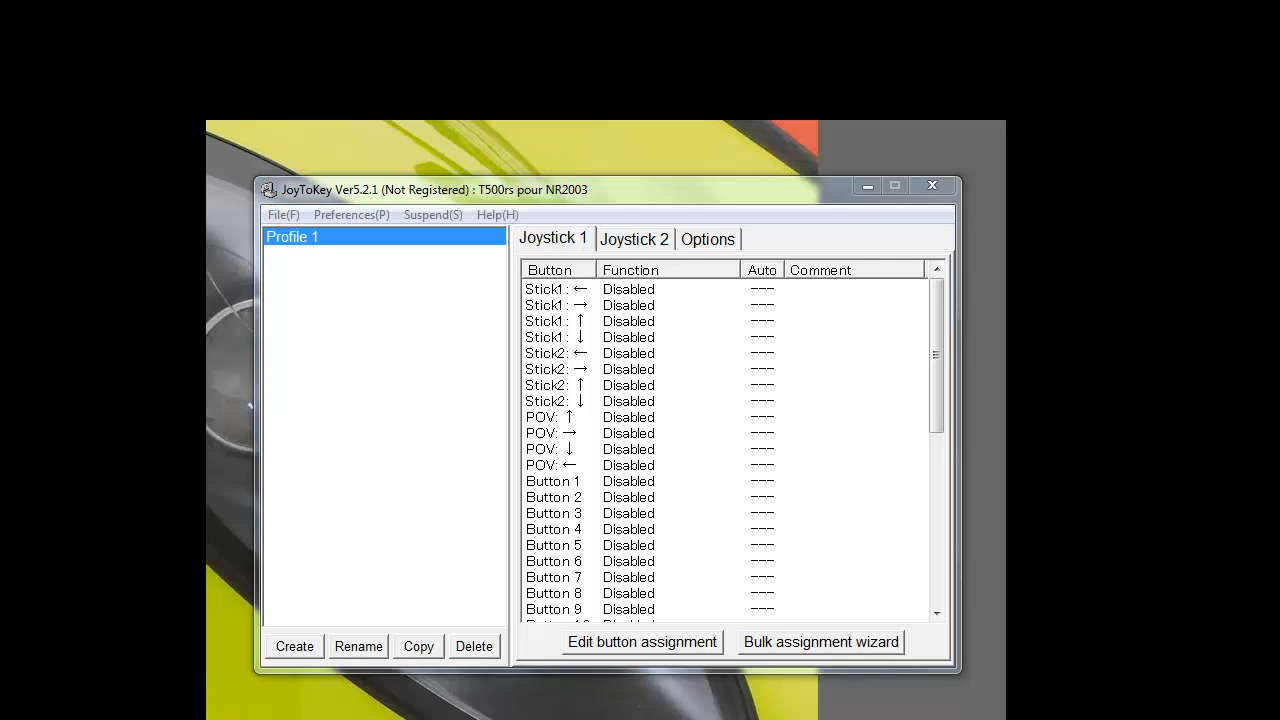 JoyToKey Ver5.2.1 (Not Registered) : T500rs pour NR2003
File(F) Preferences(P) Suspend(S) Help(H)
Profile 1
Joystick 1 Joystick 2 Options
Button Function Auto Comment
Stick1: ← Disabled ---
Stick1: → Disabled ---
Stick1: ↑ Disabled ---
Stick1: ↓ Disabled ---
Stick2: ← Disabled ---
Stick2: → Disabled ---
Stick2: ↑ Disabled ---
Stick2: ↓ Disabled ---
POV: ↑ Disabled ---
POV: → Disabled ---
POV: ↓ Disabled ---
POV: ← Disabled ---
Button 1 Disabled ---
Button 2 Disabled ---
Button 3 Disabled ---
Button 4 Disabled ---
Button 5 Disabled ---
Button 6 Disabled ---
Button 7 Disabled ---
Button 8 Disabled ---
Button 9 Disabled ---
Create Rename Copy Delete
Edit button assignment Bulk assignment wizard